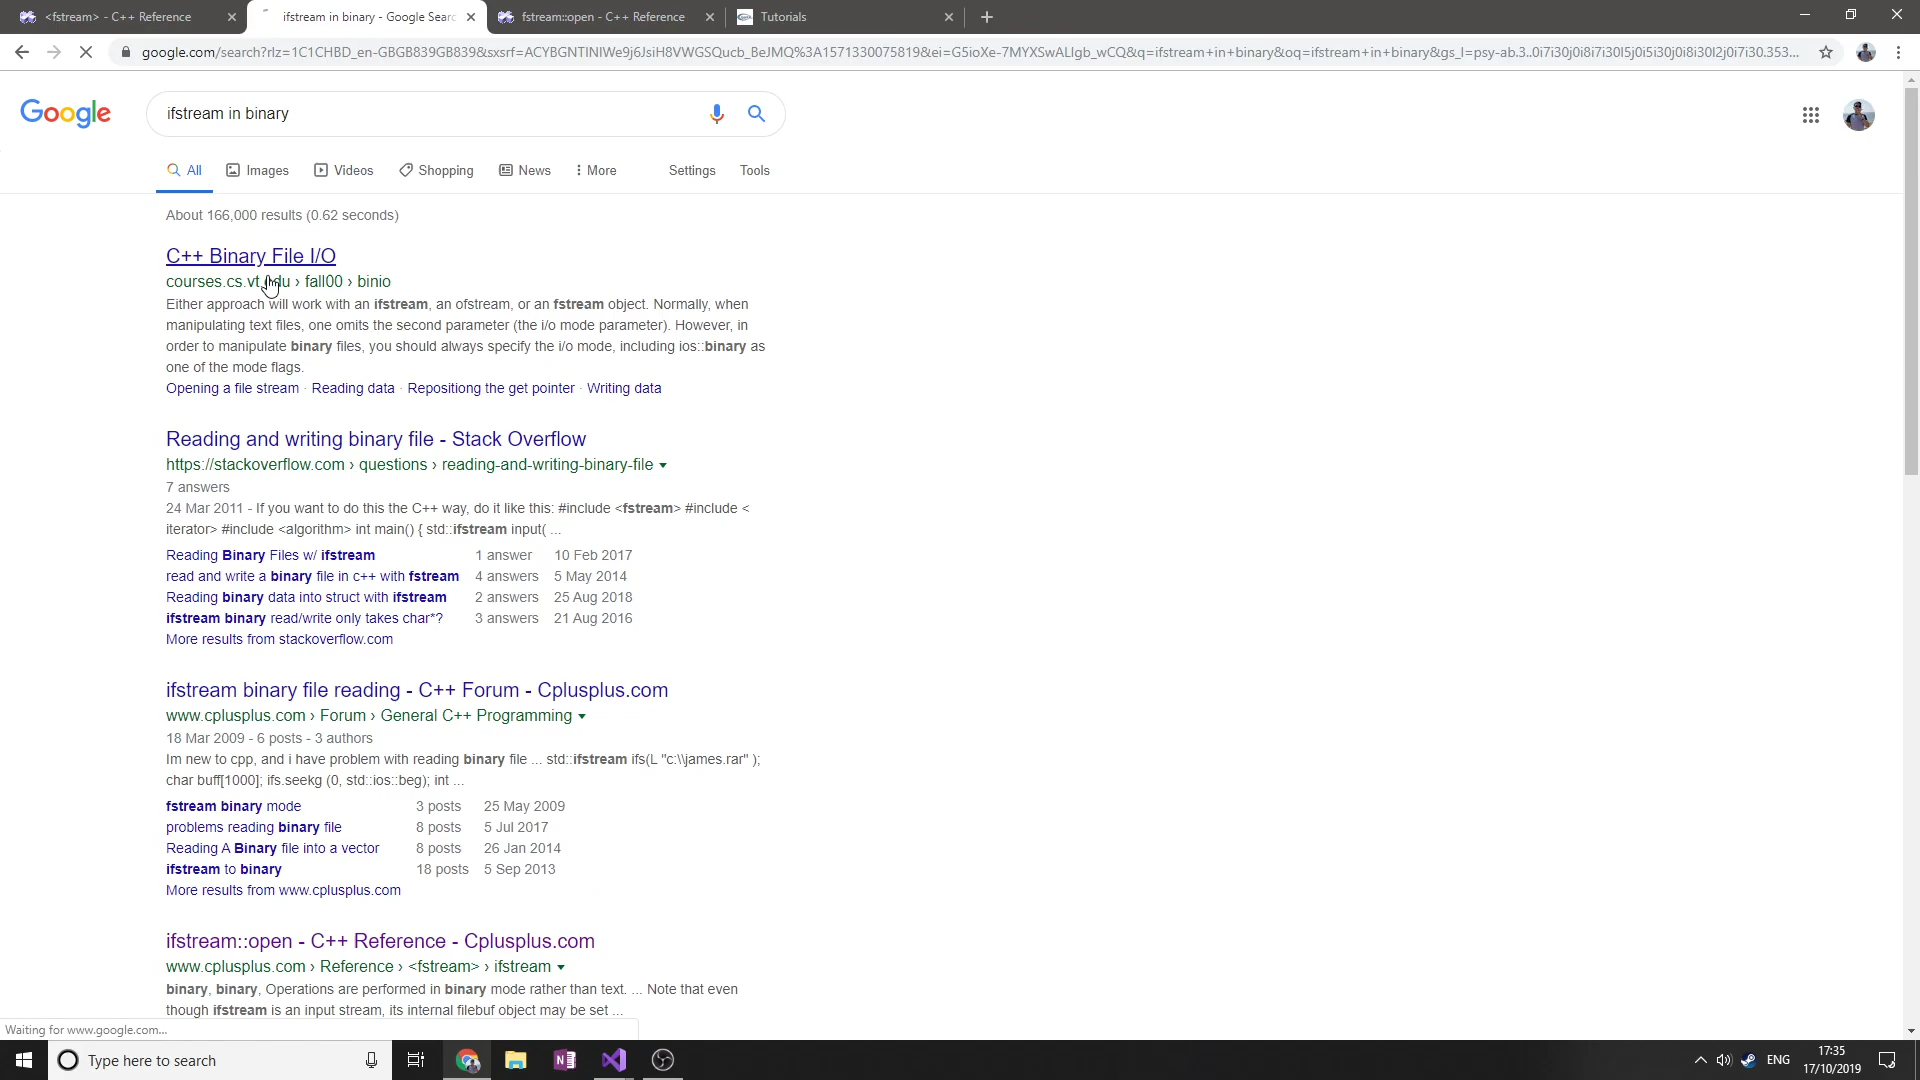 <fstream> - C++ Reference
ifstream in binary - Google Searc
fstream::open - C++ Reference
Tutorials
google.com/search?rlz=1C1CHBD_en-GBGB839GB839&sxsrf=ACYBGNTINIWe9j6JsiH8VWGSQucb_BeJMQ%3A1571330075819&ei=G5ioXe-7MYXSwALIgb_wCQ&q=ifstream+in+binary&oq=ifstream+in+binary&gs_l=psy-ab.3..0i7i30j0i8i7i30l5j0i5i30j0i8i30l2j0i7i30.353...
Google
ifstream in binary
All Images Videos Shopping News More Settings Tools
About 166,000 results (0.62 seconds)
C++ Binary File I/O
courses.cs.vt.edu › fall00 › binio
Either approach will work with an ifstream, an ofstream, or an fstream object. Normally, when
manipulating text files, one omits the second parameter (the i/o mode parameter). However, in
order to manipulate binary files, you should always specify the i/o mode, including ios::binary as
one of the mode flags.
Opening a file stream · Reading data · Repositiong the get pointer · Writing data
Reading and writing binary file - Stack Overflow
https://stackoverflow.com › questions › reading-and-writing-binary-file
7 answers
24 Mar 2011 - If you want to do this the C++ way, do it like this: #include <fstream> #include <
iterator> #include <algorithm> int main() { std::ifstream input( ...
Reading Binary Files w/ ifstream 1 answer 10 Feb 2017
read and write a binary file in c++ with fstream 4 answers 5 May 2014
Reading binary data into struct with ifstream 2 answers 25 Aug 2018
ifstream binary read/write only takes char*? 3 answers 21 Aug 2016
More results from stackoverflow.com
ifstream binary file reading - C++ Forum - Cplusplus.com
www.cplusplus.com › Forum › General C++ Programming
18 Mar 2009 - 6 posts - 3 authors
Im new to cpp, and i have problem with reading binary file ... std::ifstream ifs(L "c:\\james.rar" );
char buff[1000]; ifs.seekg (0, std::ios::beg); int ...
fstream binary mode 3 posts 25 May 2009
problems reading binary file 8 posts 5 Jul 2017
Reading A Binary file into a vector 8 posts 26 Jan 2014
ifstream to binary 18 posts 5 Sep 2013
More results from www.cplusplus.com
ifstream::open - C++ Reference - Cplusplus.com
www.cplusplus.com › Reference › <fstream> › ifstream
binary, binary, Operations are performed in binary mode rather than text. ... Note that even
though ifstream is an input stream, its internal filebuf object may be set ...
Waiting for www.google.com...
Type here to search
ENG
17:35
17/10/2019